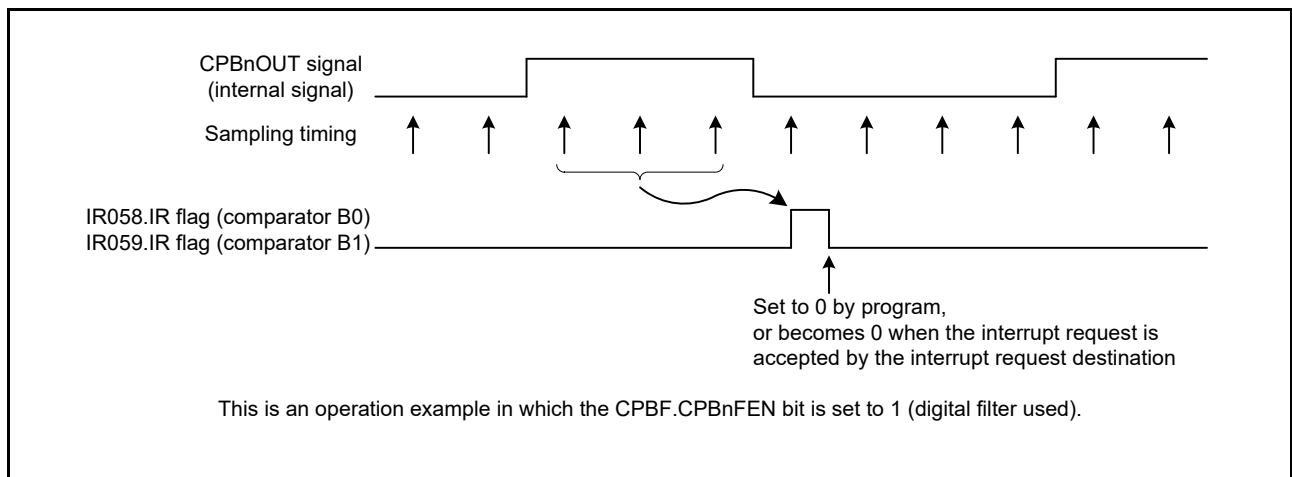 CPBnOUT signal
(internal signal)
Sampling timing
IR058.IR flag (comparator B0)
IR059.IR flag (comparator B1)
Set to 0 by program,
or becomes 0 when the interrupt request is
accepted by the interrupt request destination
This is an operation example in which the CPBF.CPBnFEN bit is set to 1 (digital filter used).